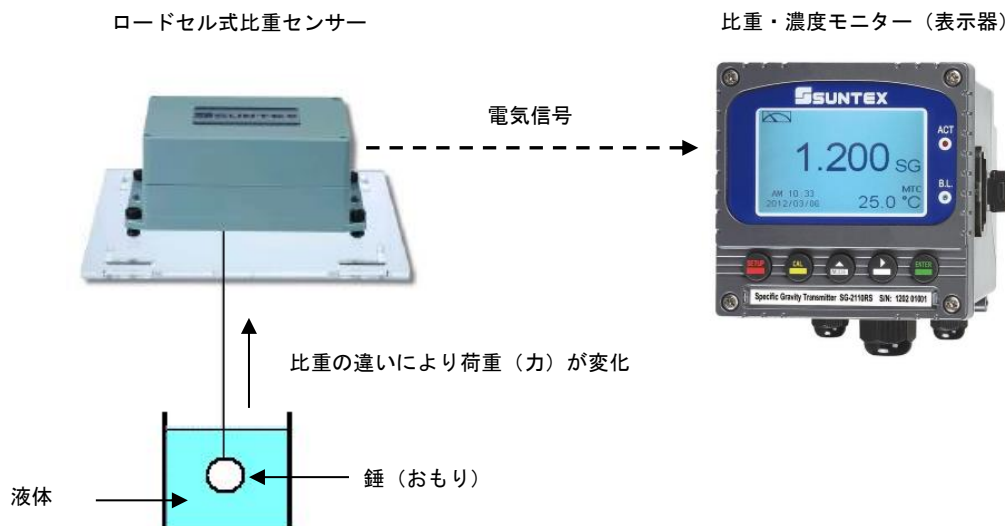 ロードセル式比重センサー
比重・濃度モニター（表示器）
SUNTEX
電気信号
SUNTEX
ACT
1.200 SG
B.L.
MTC
AM 10:33
2012/03/06
25.0 °C
SETUP
CAL
ENTER
Specific Gravity Transmitter SG-2110RS S/N: 1202 01001
比重の違いにより荷重（力）が変化
錘（おもり）
液体